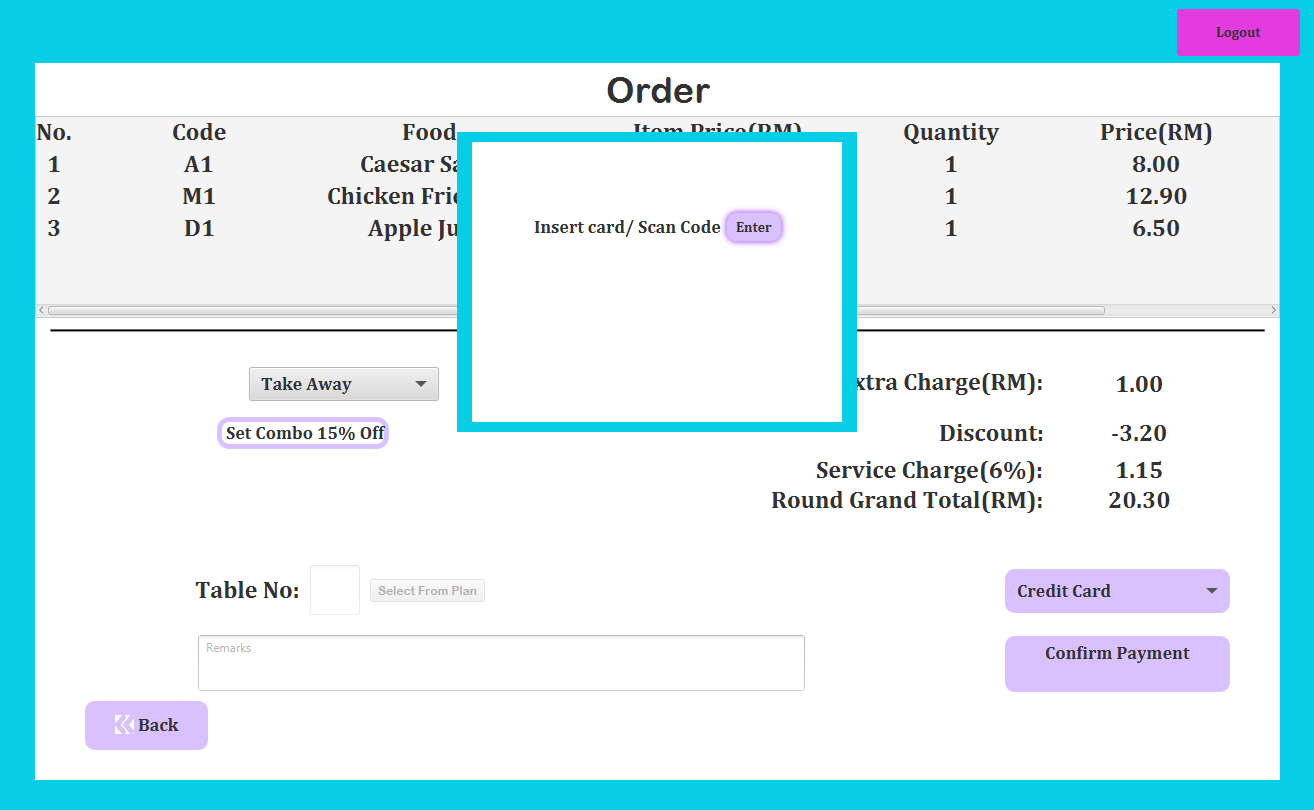 Logout
Order
No. Code Food Item Price(RM) Quantity Price(RM)
1 A1 Caesar 1 8.00
2 M1 Chicken 1 12.90
3 D1 Apple 1 6.50
Insert card/ Scan Code Enter
Take Away
Set Combo 15% Off
xtra Charge(RM): 1.00
Discount: -3.20
Service Charge(6%): 1.15
Round Grand Total(RM): 20.30
Table No: Select From Plan
Credit Card
Remarks
Confirm Payment
Back